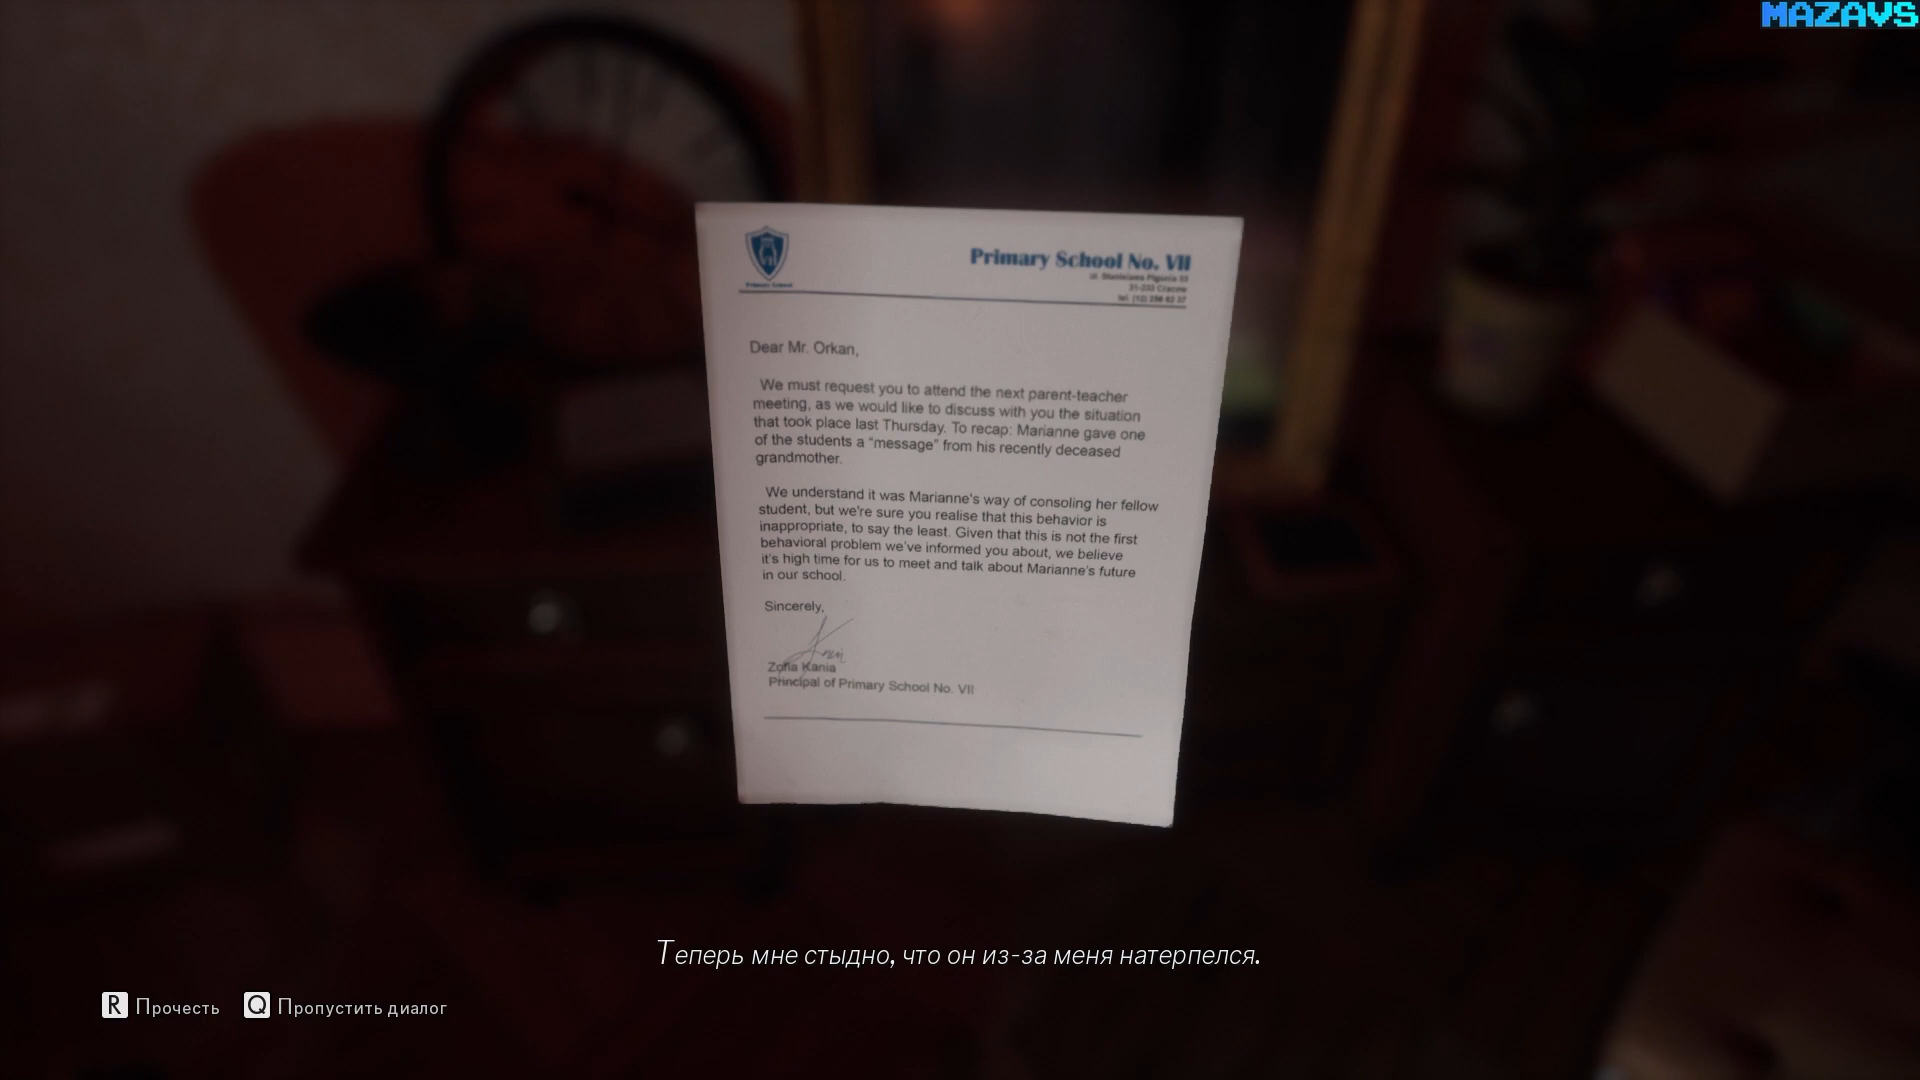 MAZAVS
Primary School No. VII
31-233 Cracow
Primary School
Dear Mr. Orkan,
We must request you to attend the next parent-teacher
meeting, as we would like to discuss with you the situation
that took place last Thursday. To recap: Marianne gave one
of the students a “message” from his recently deceased
grandmother.
We understand it was Marianne's way of consoling her fellow
student, but we're sure you realise that this behavior is
inappropriate, to say the least. Given that this is not the first
behavioral problem we've informed you about, we believe
it's high time for us to meet and talk about Marianne's future
in our school.
Sincerely,
Zofia Kania
Principal of Primary School No. VII
Теперь мне стыдно, что он из-за меня натерпелся.
R Прочесть Q Пропустить диалог